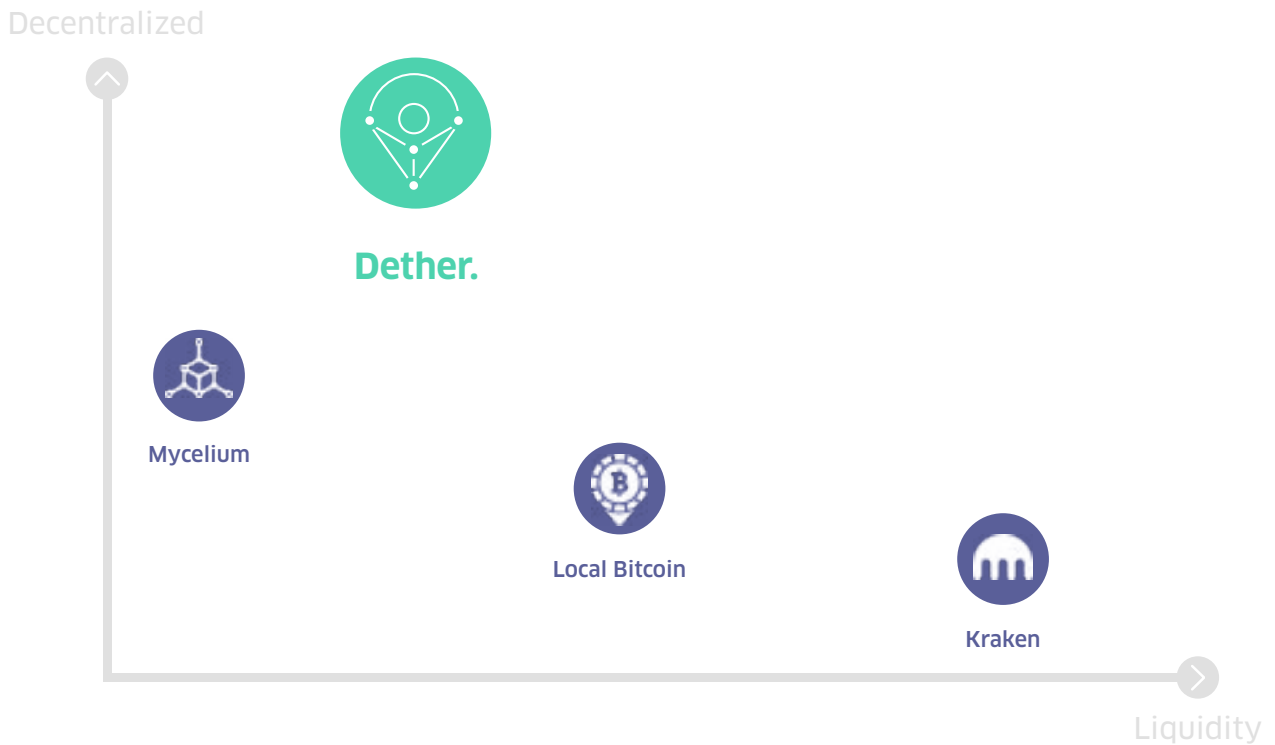 Decentralized
Dether.
Mycelium
Local Bitcoin
Kraken
Liquidity